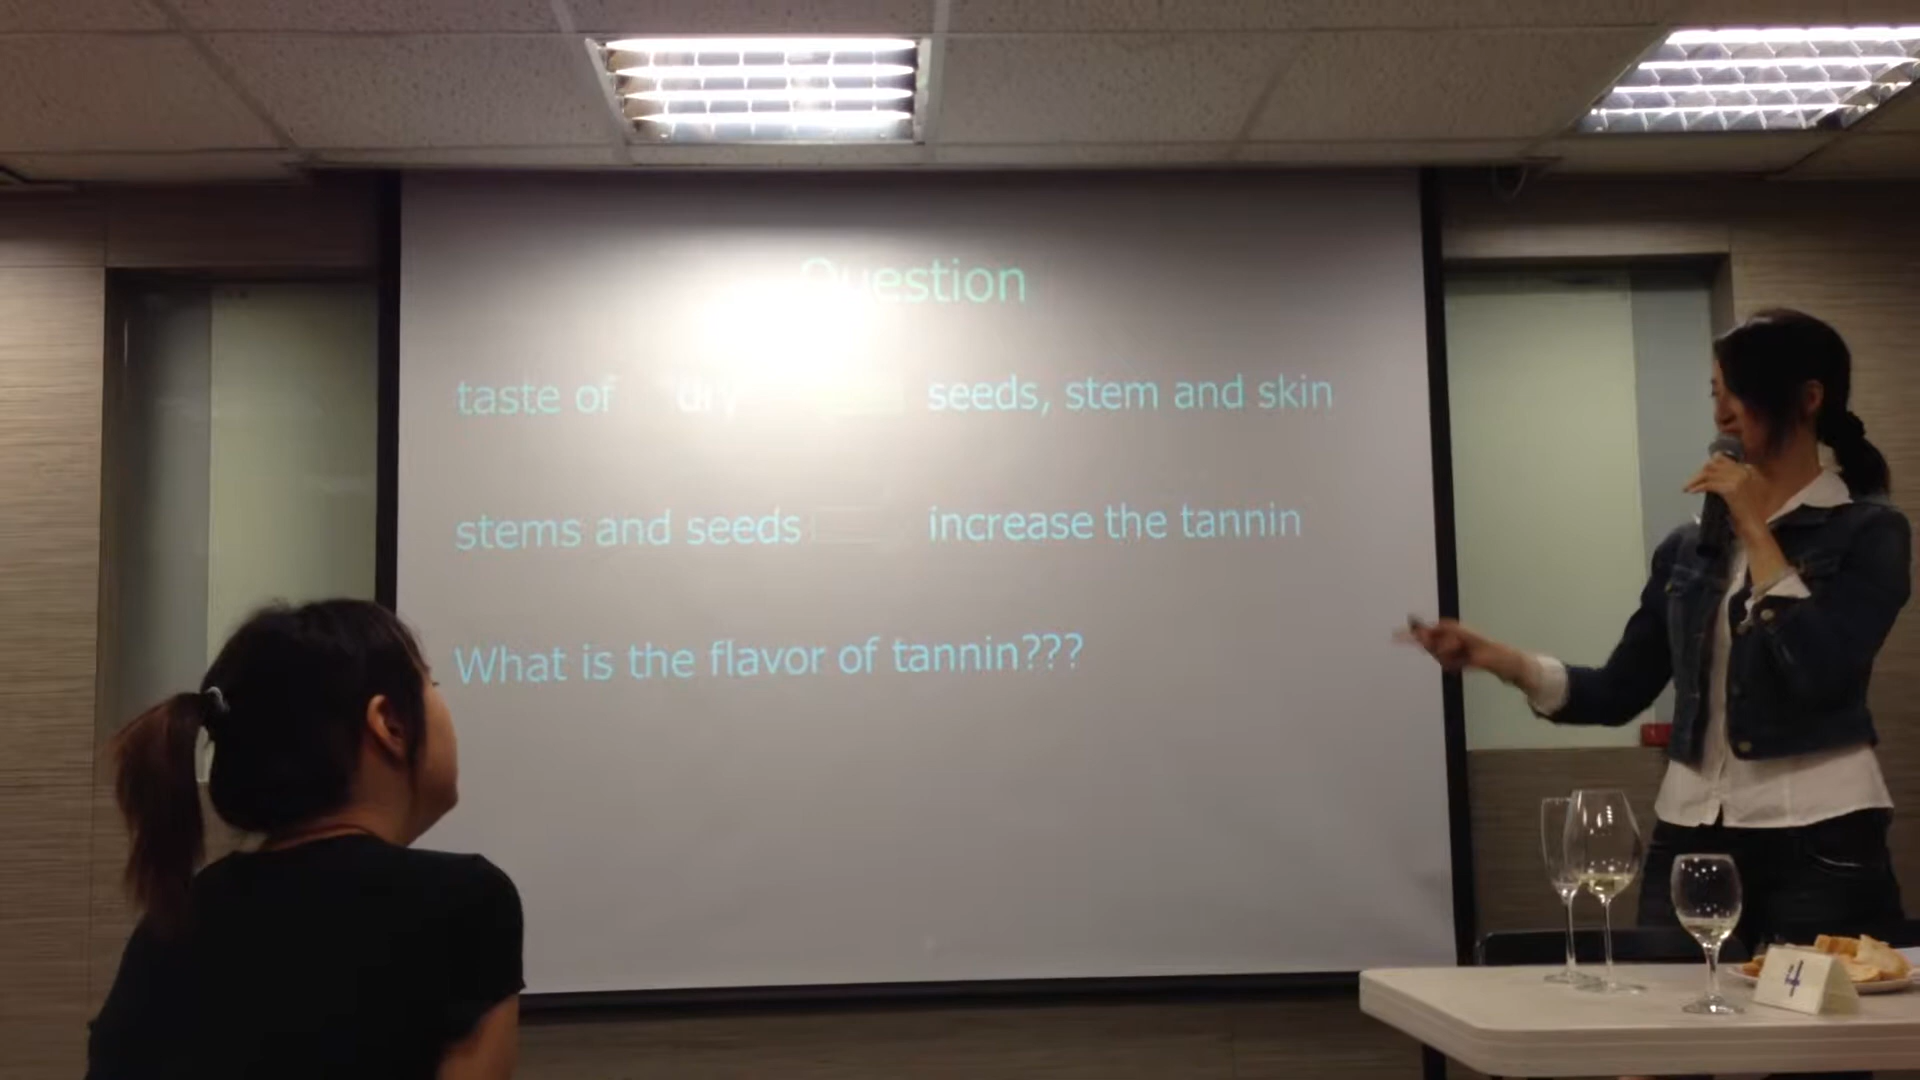 Question
taste of dry seeds, stem and skin
stems and seeds increase the tannin
What is the flavor of tannin???
4